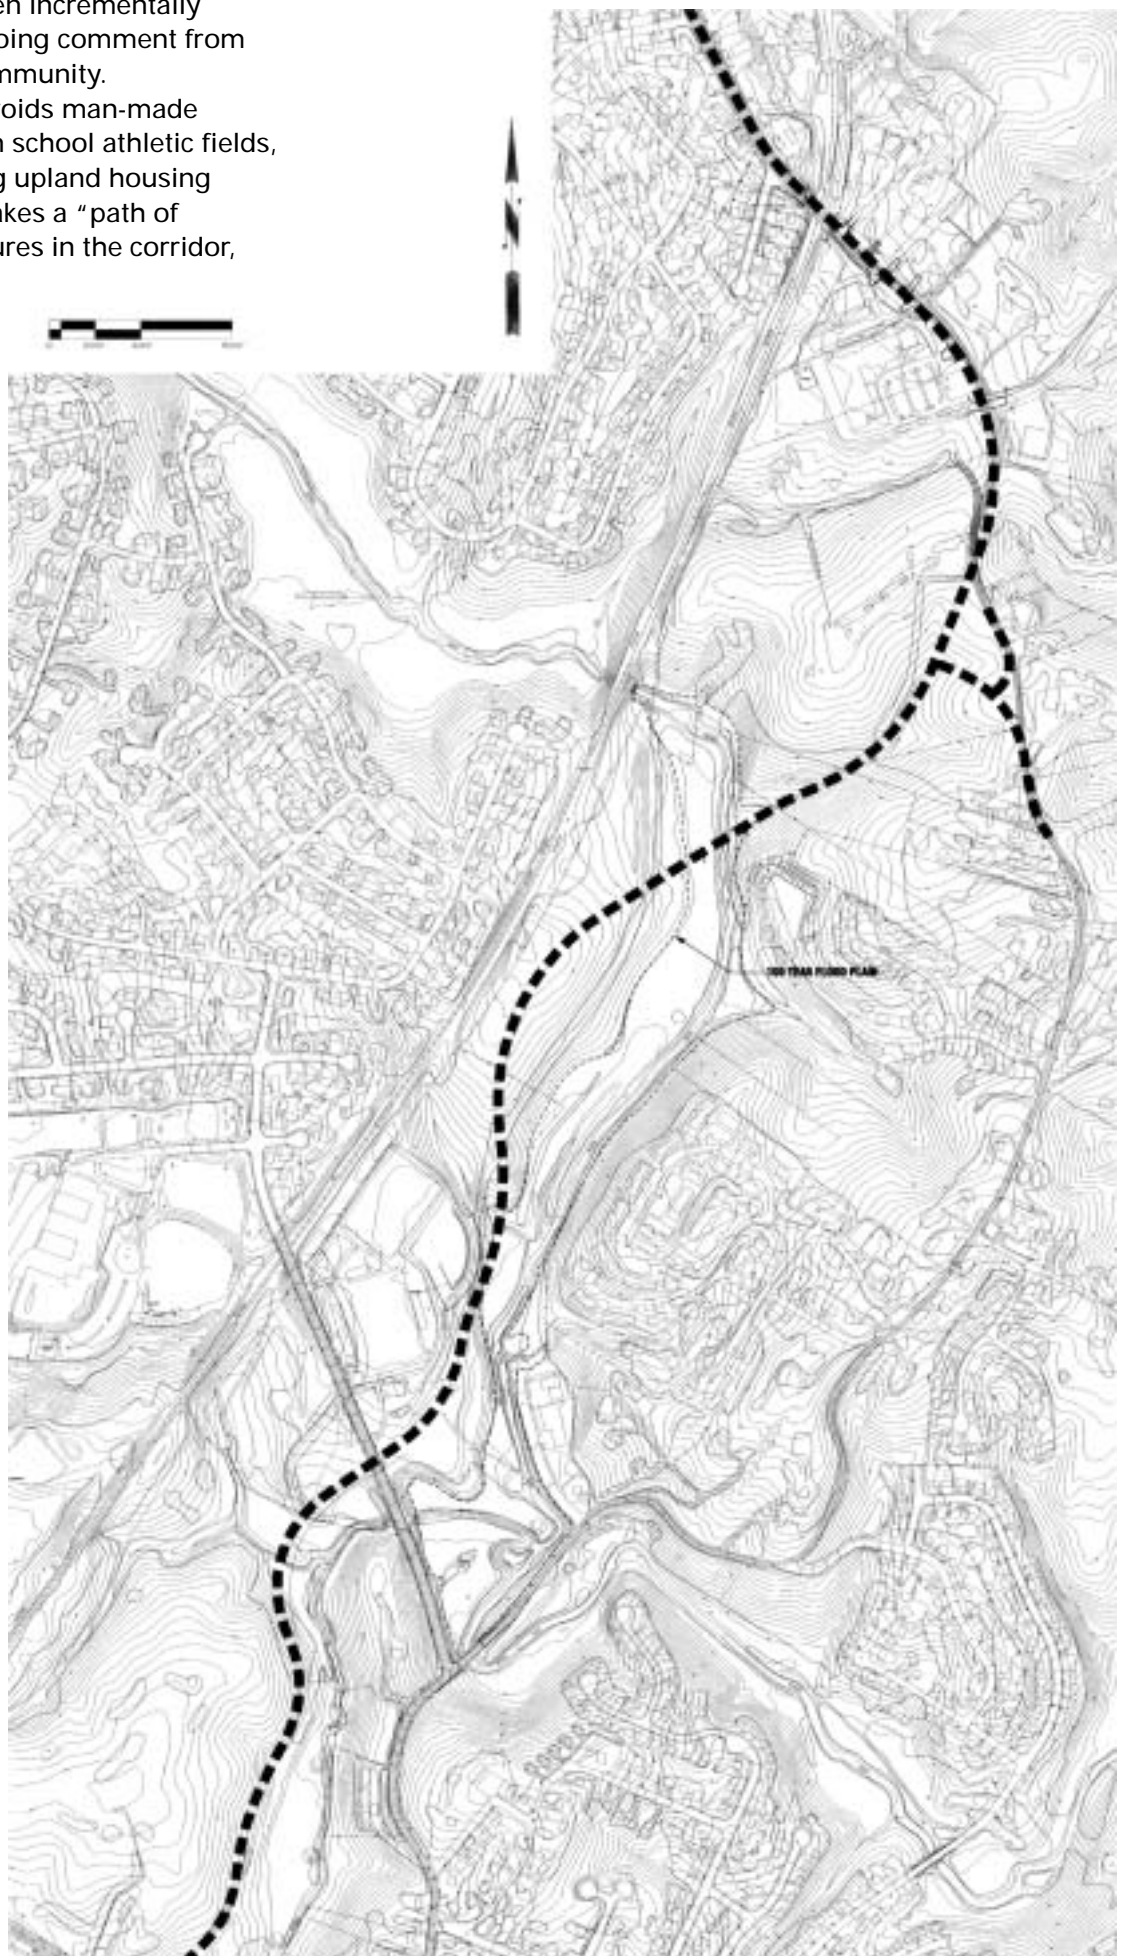 en incrementally
oing comment from
mmunity.
oids man-made
n school athletic fields,
g upland housing
akes a “path of
ures in the corridor,
100 YEAR FLOOD PLAIN